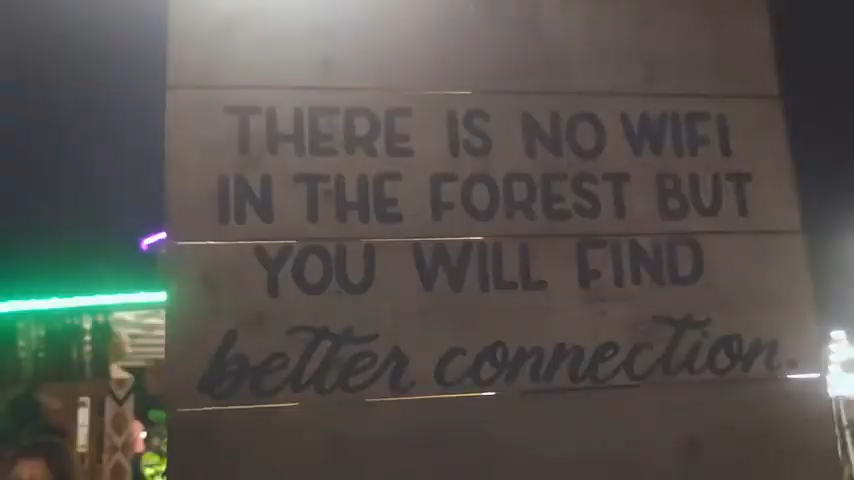 THERE IS NO WIFI
IN THE FOREST BUT
YOU WILL FIND
better connection.